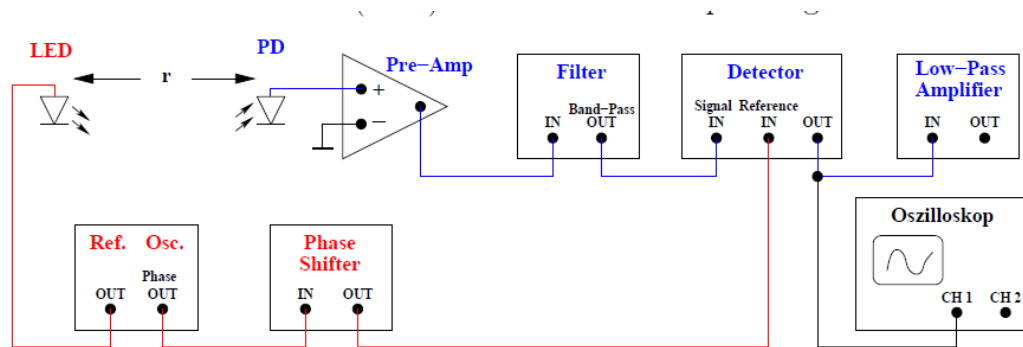 LED
r
PD
Pre−Amp
+
−
Filter
Band−Pass
IN OUT
Detector
Signal Reference
IN IN OUT
Low−Pass
Amplifier
IN OUT
Ref. Osc.
Phase
OUT OUT
Phase
Shifter
IN OUT
Oszilloskop
CH 1 CH 2